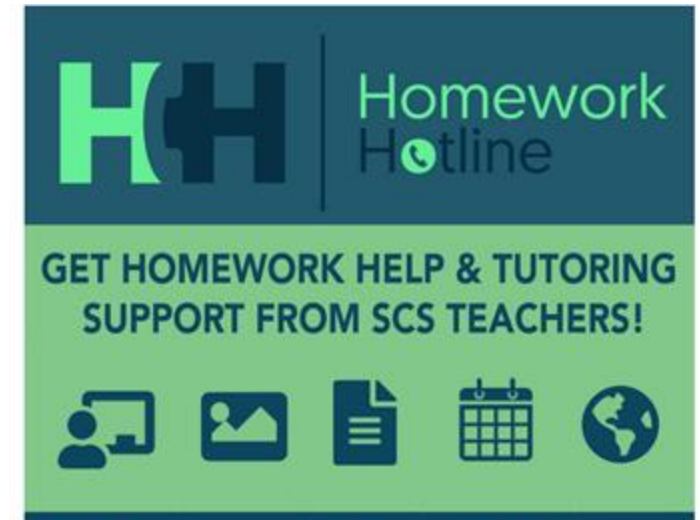 HH
Homework
Hotline
GET HOMEWORK HELP & TUTORING
SUPPORT FROM SCS TEACHERS!